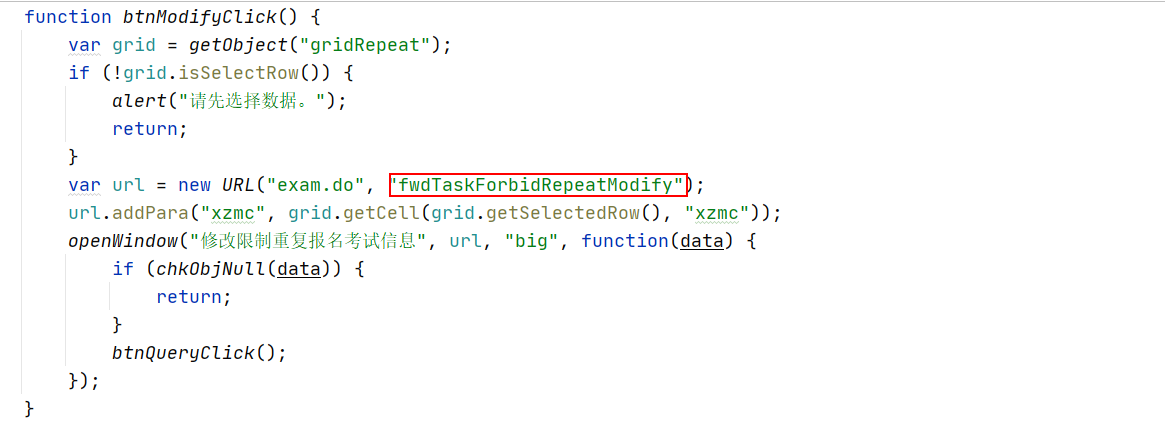 function btnModifyClick() {
    var grid = getObject("gridRepeat");
    if (!grid.isSelectRow()) {
        alert("请先选择数据。");
        return;
    }
    var url = new URL("exam.do", "fwdTaskForbidRepeatModify");
    url.addPara("xzmc", grid.getCell(grid.getSelectedRow(), "xzmc"));
    openWindow("修改限制重复报名考试信息", url, "big", function(data) {
        if (chkObjNull(data)) {
            return;
        }
        btnQueryClick();
    });
}